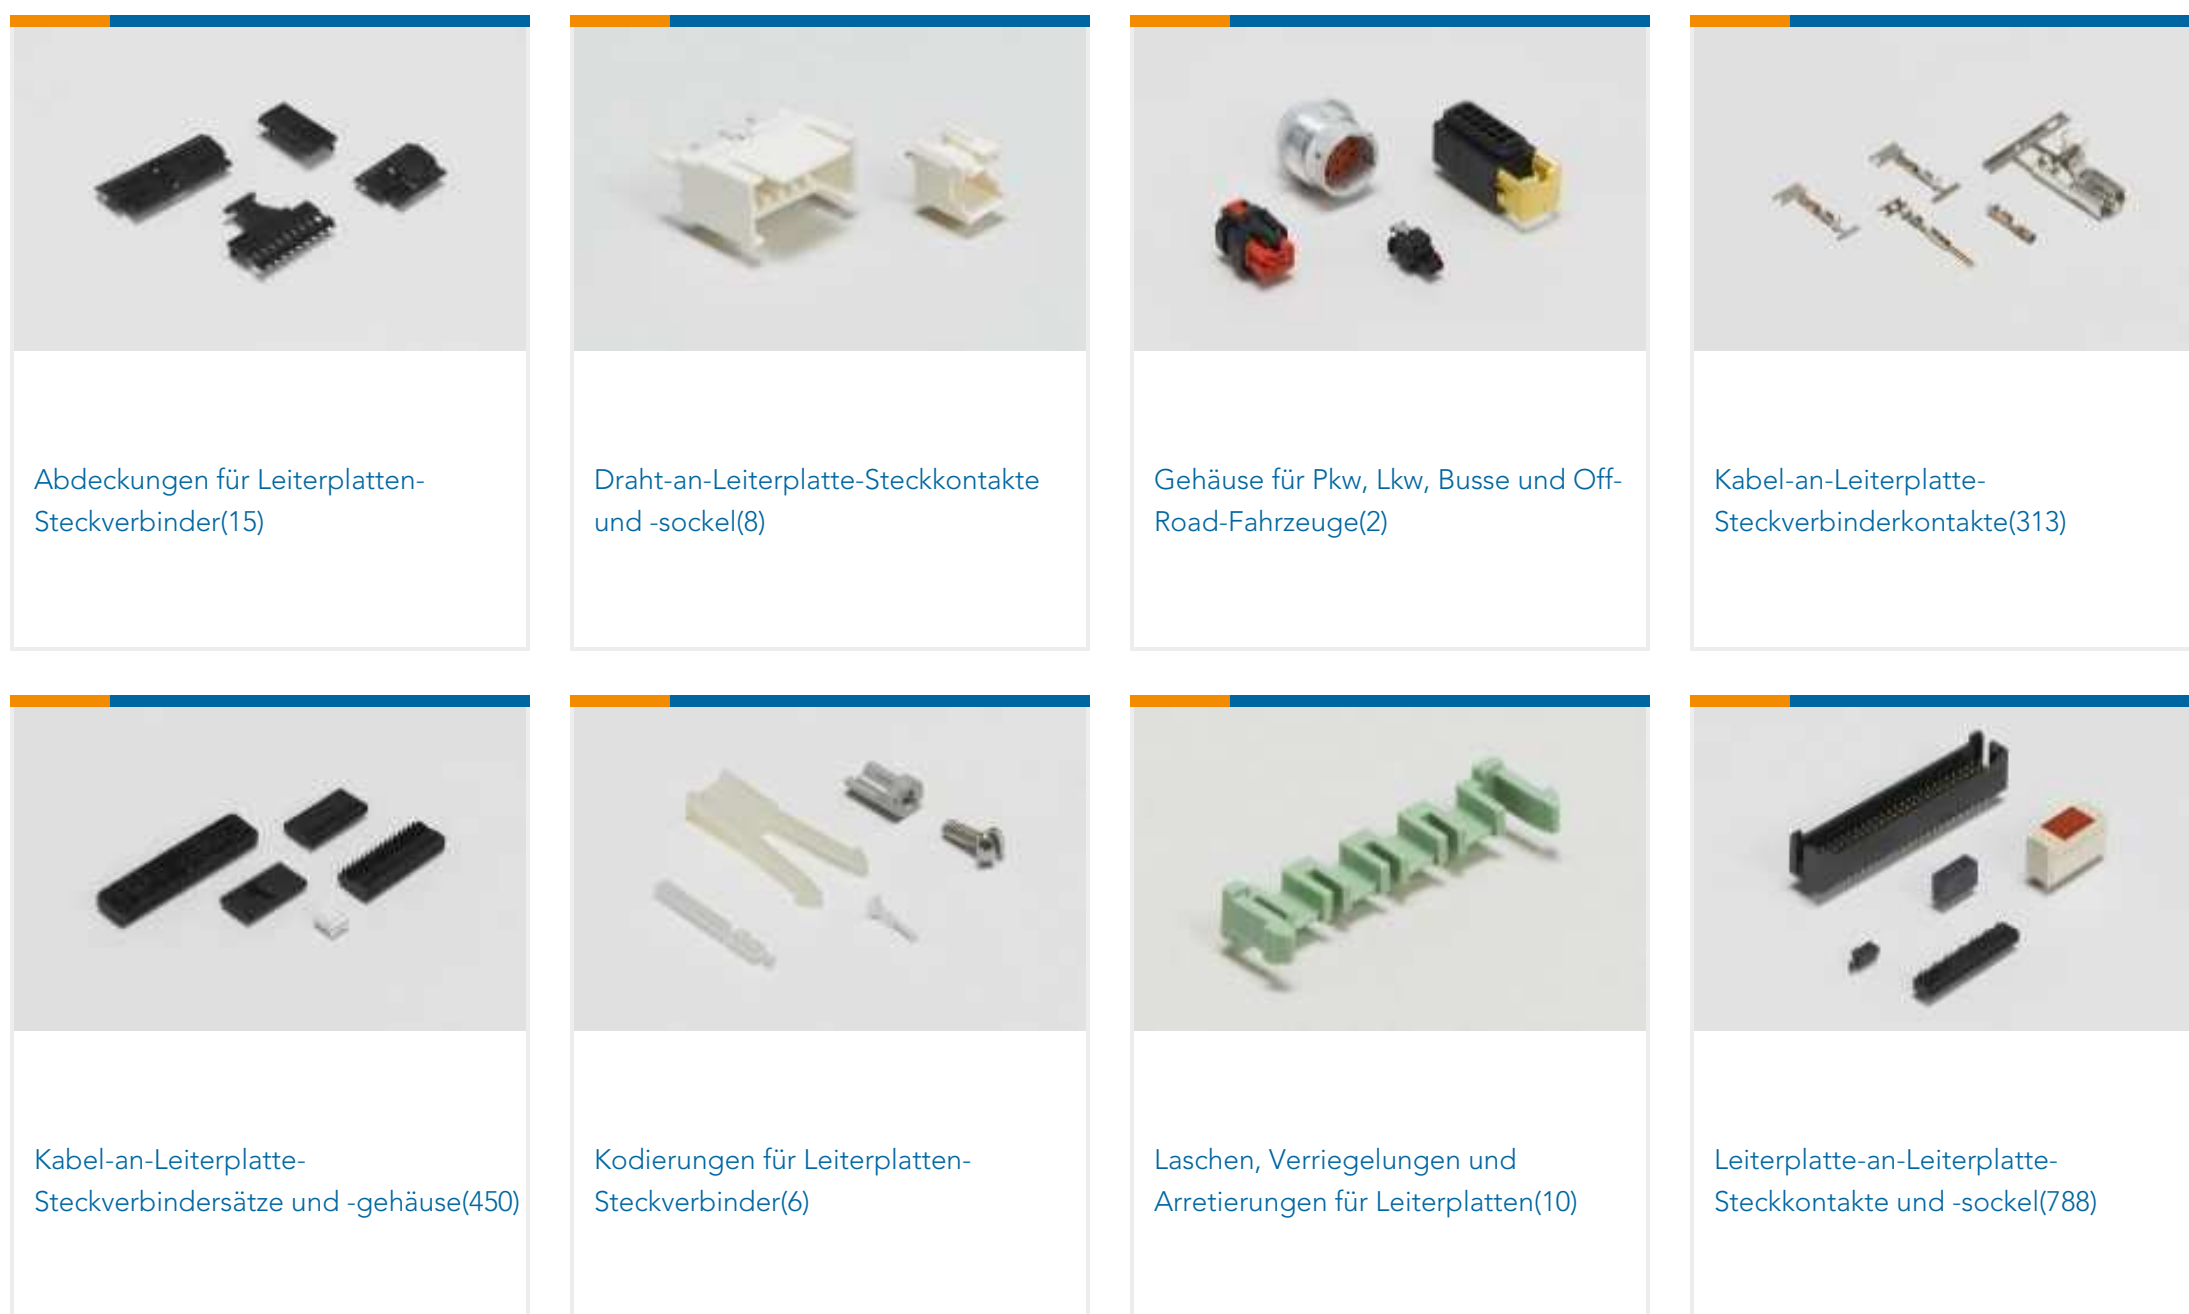 Abdeckungen für Leiterplatten-
Steckverbinder(15)
Draht-an-Leiterplatte-Steckkontakte
und -sockel(8)
Gehäuse für Pkw, Lkw, Busse und Off-
Road-Fahrzeuge(2)
Kabel-an-Leiterplatte-
Steckverbinderkontakte(313)
Kabel-an-Leiterplatte-
Steckverbindersätze und -gehäuse(450)
Kodierungen für Leiterplatten-
Steckverbinder(6)
Laschen, Verriegelungen und
Arretierungen für Leiterplatten(10)
Leiterplatte-an-Leiterplatte-
Steckkontakte und -sockel(788)